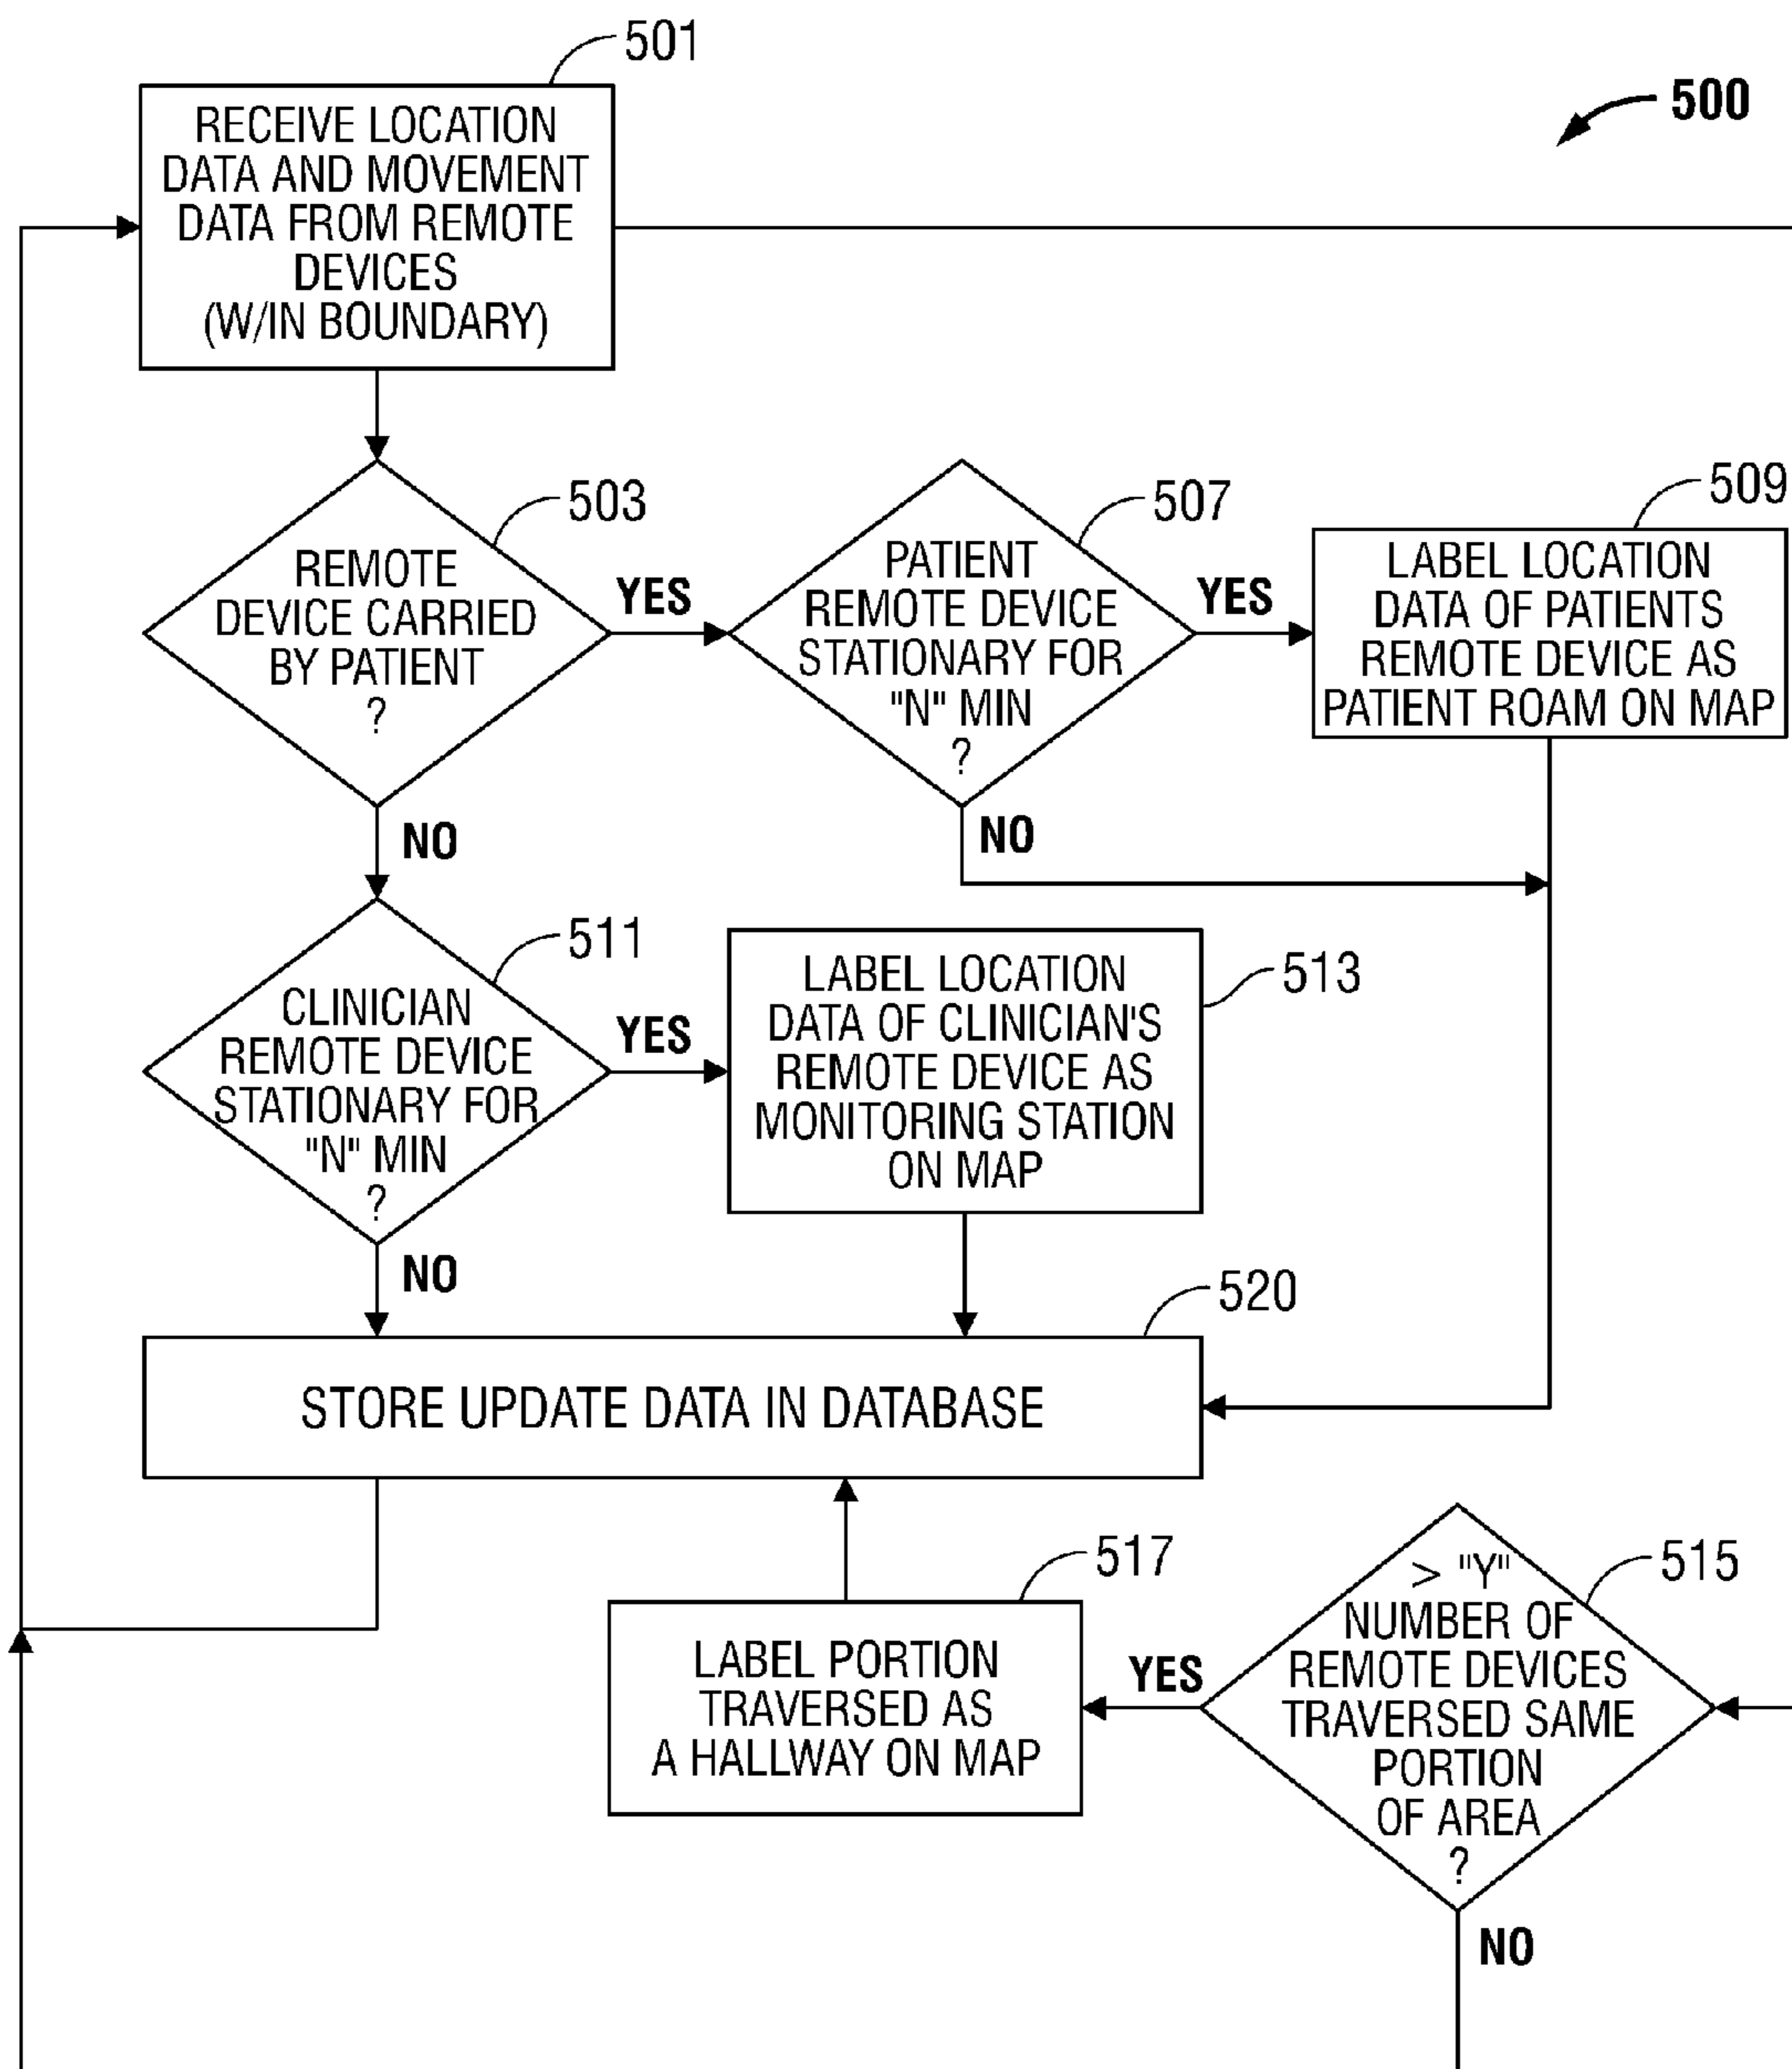 501
500
RECEIVE LOCATION
DATA AND MOVEMENT
DATA FROM REMOTE
DEVICES
(W/IN BOUNDARY)
503
REMOTE
DEVICE CARRIED
BY PATIENT
?
YES
NO
507
PATIENT
REMOTE DEVICE
STATIONARY FOR
"N" MIN
?
YES
NO
509
LABEL LOCATION
DATA OF PATIENTS
REMOTE DEVICE AS
PATIENT ROAM ON MAP
511
CLINICIAN
REMOTE DEVICE
STATIONARY FOR
"N" MIN
?
YES
NO
513
LABEL LOCATION
DATA OF CLINICIAN'S
REMOTE DEVICE AS
MONITORING STATION
ON MAP
520
STORE UPDATE DATA IN DATABASE
517
LABEL PORTION
TRAVERSED AS
A HALLWAY ON MAP
515
> "Y"
NUMBER OF
REMOTE DEVICES
TRAVERSED SAME
PORTION
OF AREA
?
YES
NO